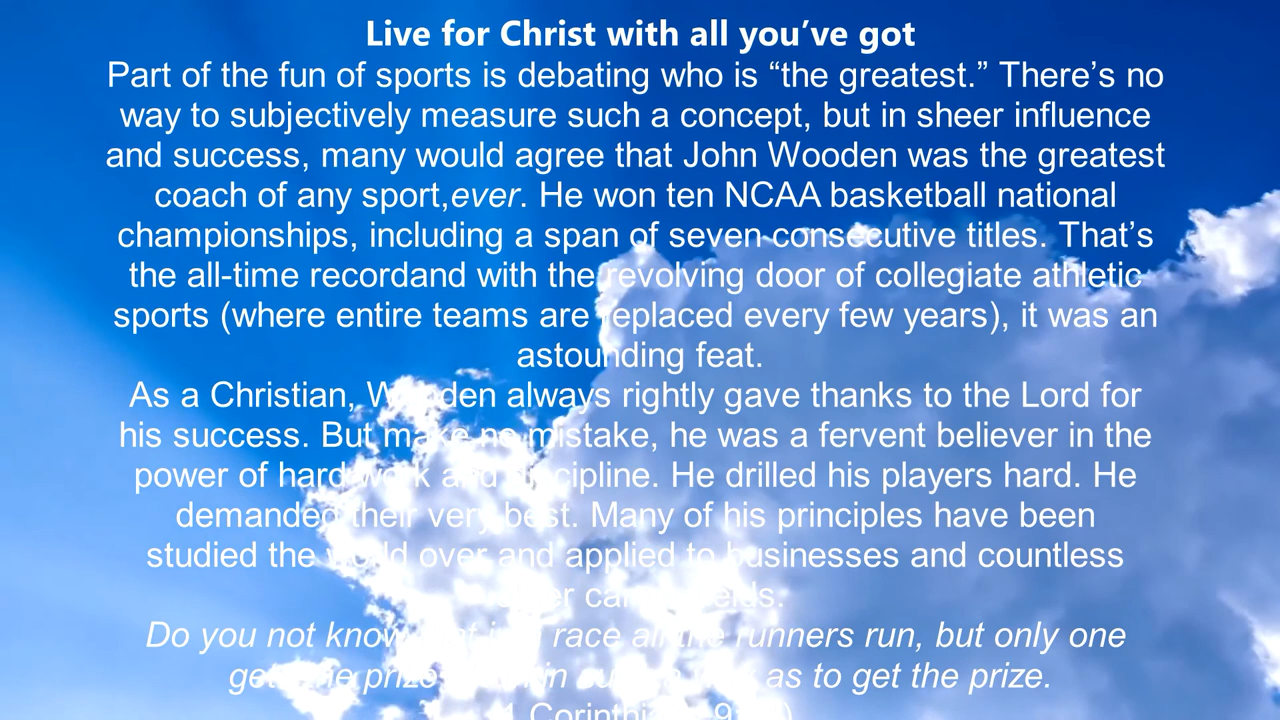 Live for Christ with all you’ve got
Part of the fun of sports is debating who is “the greatest.” There’s no
way to subjectively measure such a concept, but in sheer influence
and success, many would agree that John Wooden was the greatest
coach of any sport,ever. He won ten NCAA basketball national
championships, including a span of seven consecutive titles. That’s
the all-time recordand with the revolving door of collegiate athletic
sports (where entire teams are replaced every few years), it was an
astounding feat.
As a Christian, Wooden always rightly gave thanks to the Lord for
his success. But make no mistake, he was a fervent believer in the
power of hard work and discipline. He drilled his players hard. He
demanded their very best. Many of his principles have been
studied the world over and applied to businesses and countless
other career fields.
Do you not know that in a race all the runners run, but only one
gets the prize? Run in such a way as to get the prize.
1 Corinthians